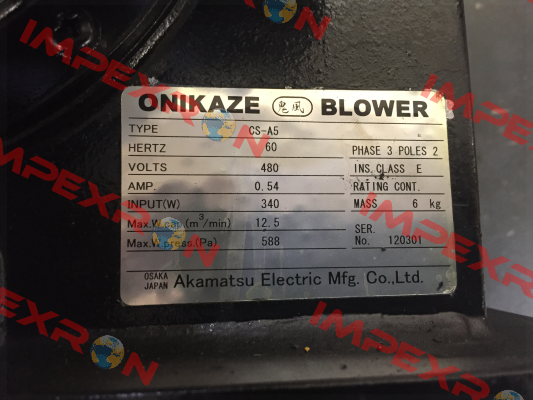 IMPEXRON
ONIKAZE 鬼風 BLOWER
TYPE CS-A5
HERTZ 60 PHASE 3 POLES 2
VOLTS 480 INS. CLASS E
AMP. 0.54 RATING CONT.
INPUT(W) 340 MASS 6 kg
Max.W.cap.(m³/min) 12.5
Max.W.press.(Pa) 588 SER. No. 120301
OSAKA JAPAN Akamatsu Electric Mfg. Co.,Ltd.
IMPEXRON
IMPEXRON
IMPEXRON